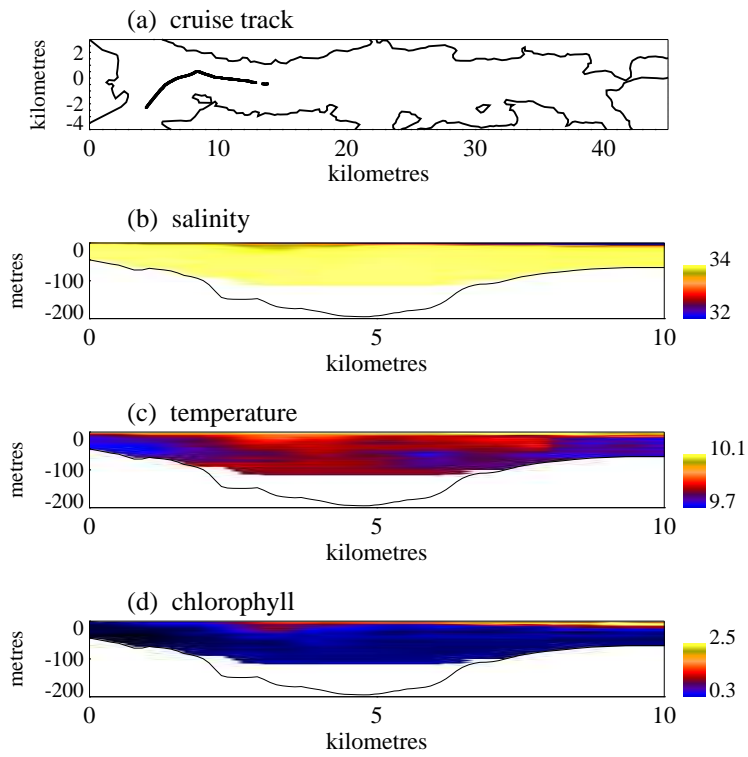 (a) cruise track
kilometres
2
0
-2
-4
0 10 20 30 40
kilometres
(b) salinity
metres
0
-100
-200
34
32
0 5 10
kilometres
(c) temperature
metres
0
-100
-200
10.1
9.7
0 5 10
kilometres
(d) chlorophyll
metres
0
-100
-200
2.5
0.3
0 5 10
kilometres